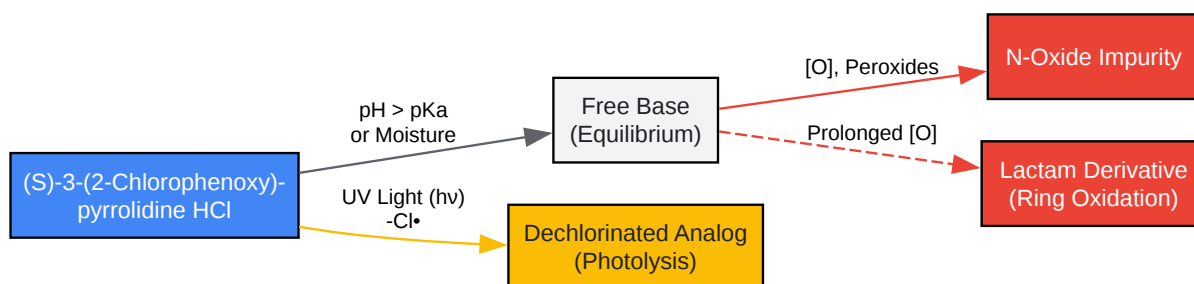 (S)-3-(2-Chlorophenoxy)-
pyrrolidine HCl
pH > pKa
or Moisture
UV Light (hν)
-Cl•
Free Base
(Equilibrium)
Dechlorinated Analog
(Photolysis)
[O], Peroxides
Prolonged [O]
N-Oxide Impurity
Lactam Derivative
(Ring Oxidation)